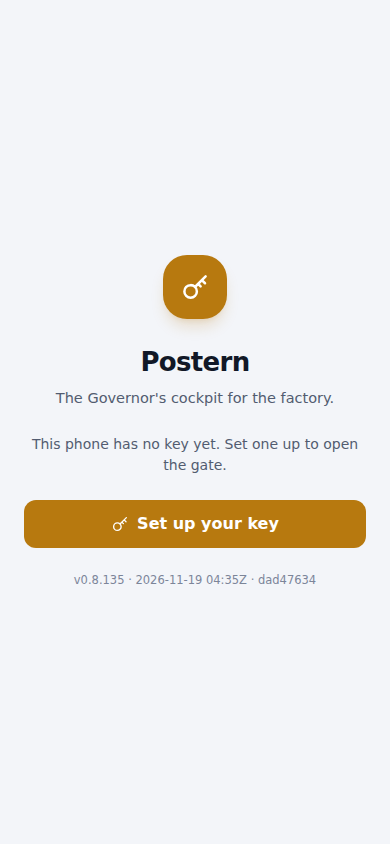 Postern
The Governor's cockpit for the factory.
This phone has no key yet. Set one up to open
the gate.
Set up your key
v0.8.135 · 2026-11-19 04:35Z · dad47634